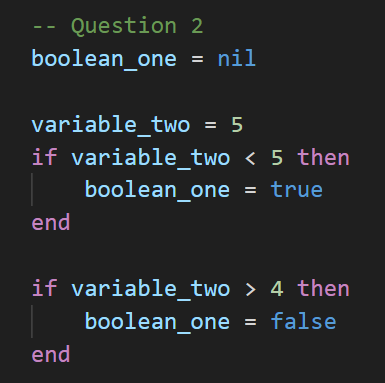 -- Question 2
boolean_one = nil
variable_two = 5
if variable_two < 5 then
boolean_one = true
end
if variable_two > 4 then
boolean_one = false
end